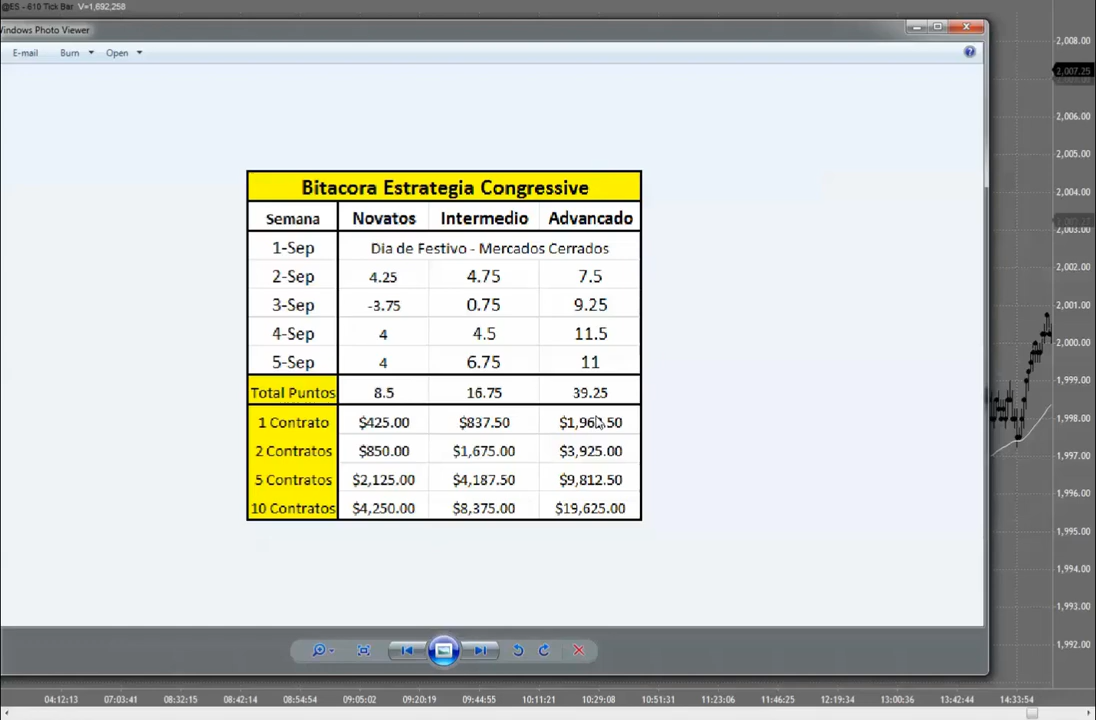 @ES - 610 Tick Bar V=1,692,258
Windows Photo Viewer
E-mail Burn Open
Bitacora Estrategia Congressive
Semana Novatos Intermedio Advancado
1-Sep Dia de Festivo - Mercados Cerrados
2-Sep 4.25 4.75 7.5
3-Sep -3.75 0.75 9.25
4-Sep 4 4.5 11.5
5-Sep 4 6.75 11
Total Puntos 8.5 16.75 39.25
1 Contrato $425.00 $837.50 $1,962.50
2 Contratos $850.00 $1,675.00 $3,925.00
5 Contratos $2,125.00 $4,187.50 $9,812.50
10 Contratos $4,250.00 $8,375.00 $19,625.00
2,008.00
2,007.25
2,006.00
2,005.00
2,004.00
2,003.00
2,002.00
2,001.00
2,000.00
1,999.00
1,998.00
1,997.00
1,996.00
1,995.00
1,994.00
1,993.00
1,992.00
04:12:13 07:03:41 08:32:15 08:42:14 08:54:54 09:05:02 09:20:19 09:44:55 10:11:21 10:29:08 10:51:31 11:23:06 11:46:25 12:19:34 13:00:36 13:42:44 14:33:54